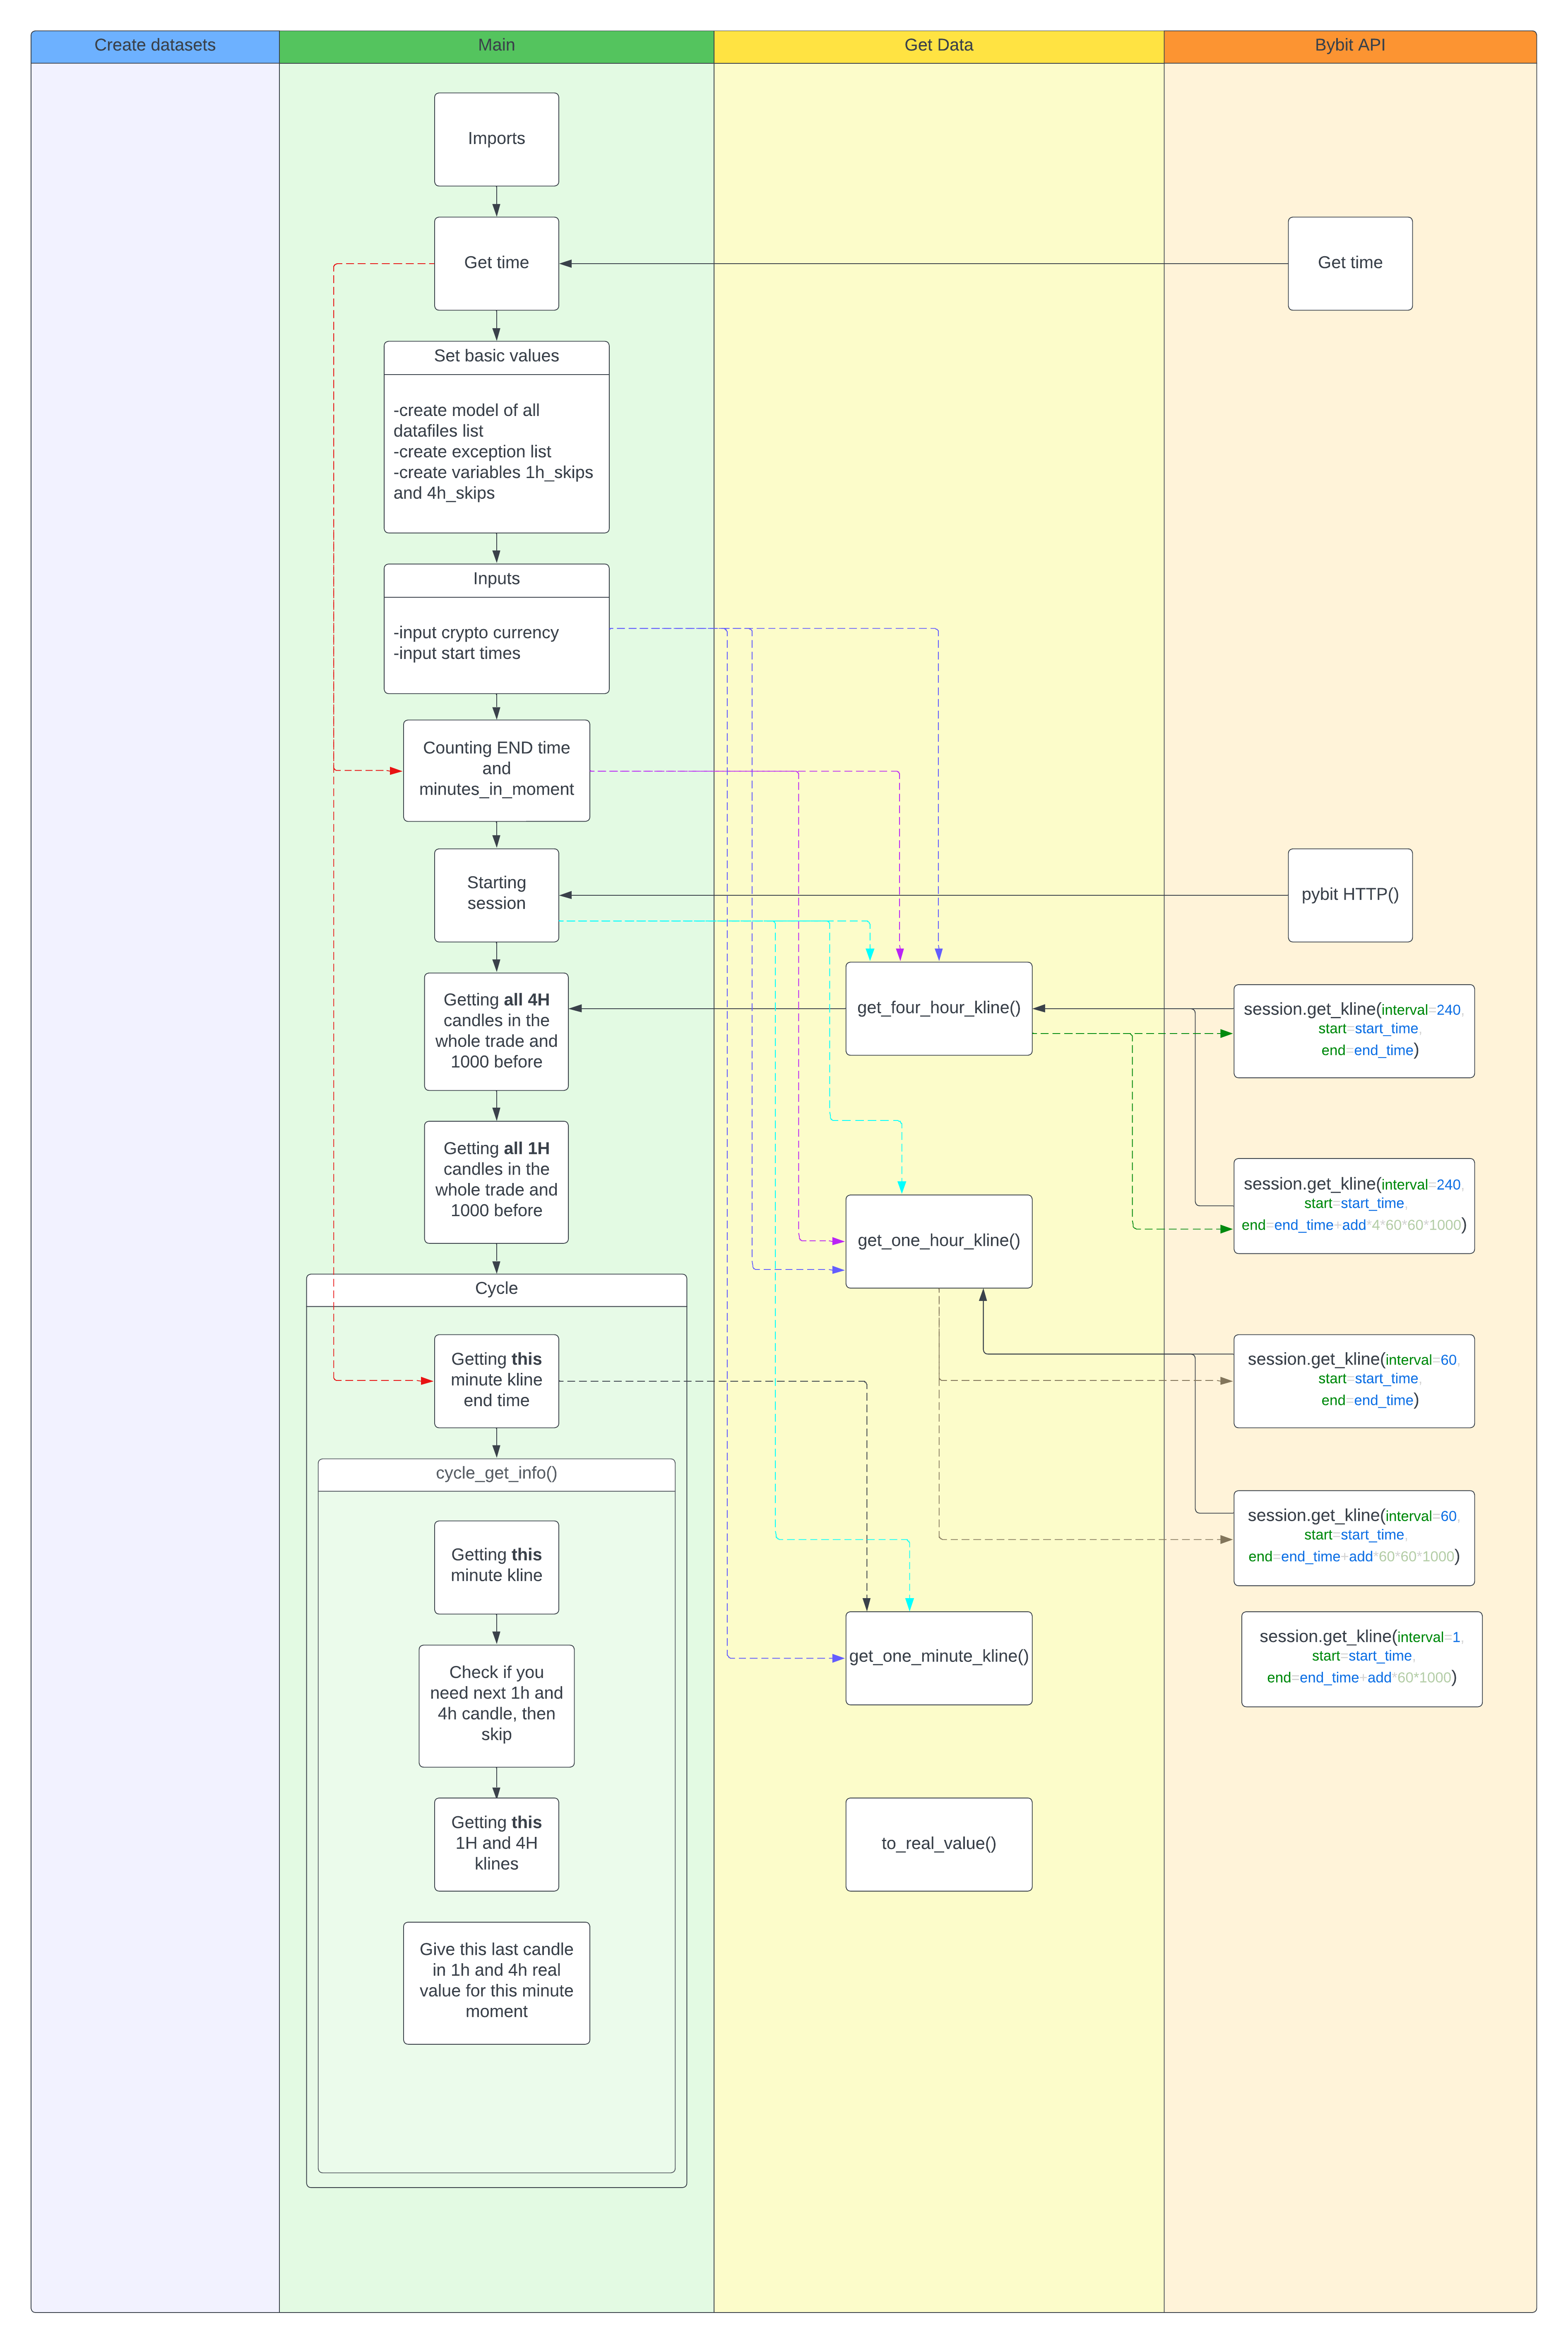 Create datasets
Main
Get Data
Bybit API
Imports
Get time
Get time
Set basic values
-create model of all
datafiles list
-create exception list
-create variables 1h_skips
and 4h_skips
Inputs
-input crypto currency
-input start times
Counting END time
and
minutes_in_moment
Starting
session
pybit HTTP()
Getting all 4H
candles in the
whole trade and
1000 before
get_four_hour_kline()
session.get_kline(interval=240,
start=start_time,
end=end_time)
Getting all 1H
candles in the
whole trade and
1000 before
session.get_kline(interval=240,
start=start_time,
end=end_time+add*4*60*60*1000)
get_one_hour_kline()
Cycle
Getting this
minute kline
end time
session.get_kline(interval=60,
start=start_time,
end=end_time)
cycle_get_info()
Getting this
minute kline
session.get_kline(interval=60,
start=start_time,
end=end_time+add*60*60*1000)
Check if you
need next 1h and
4h candle, then
skip
get_one_minute_kline()
session.get_kline(interval=1,
start=start_time,
end=end_time+add*60*1000)
Getting this
1H and 4H
klines
to_real_value()
Give this last candle
in 1h and 4h real
value for this minute
moment